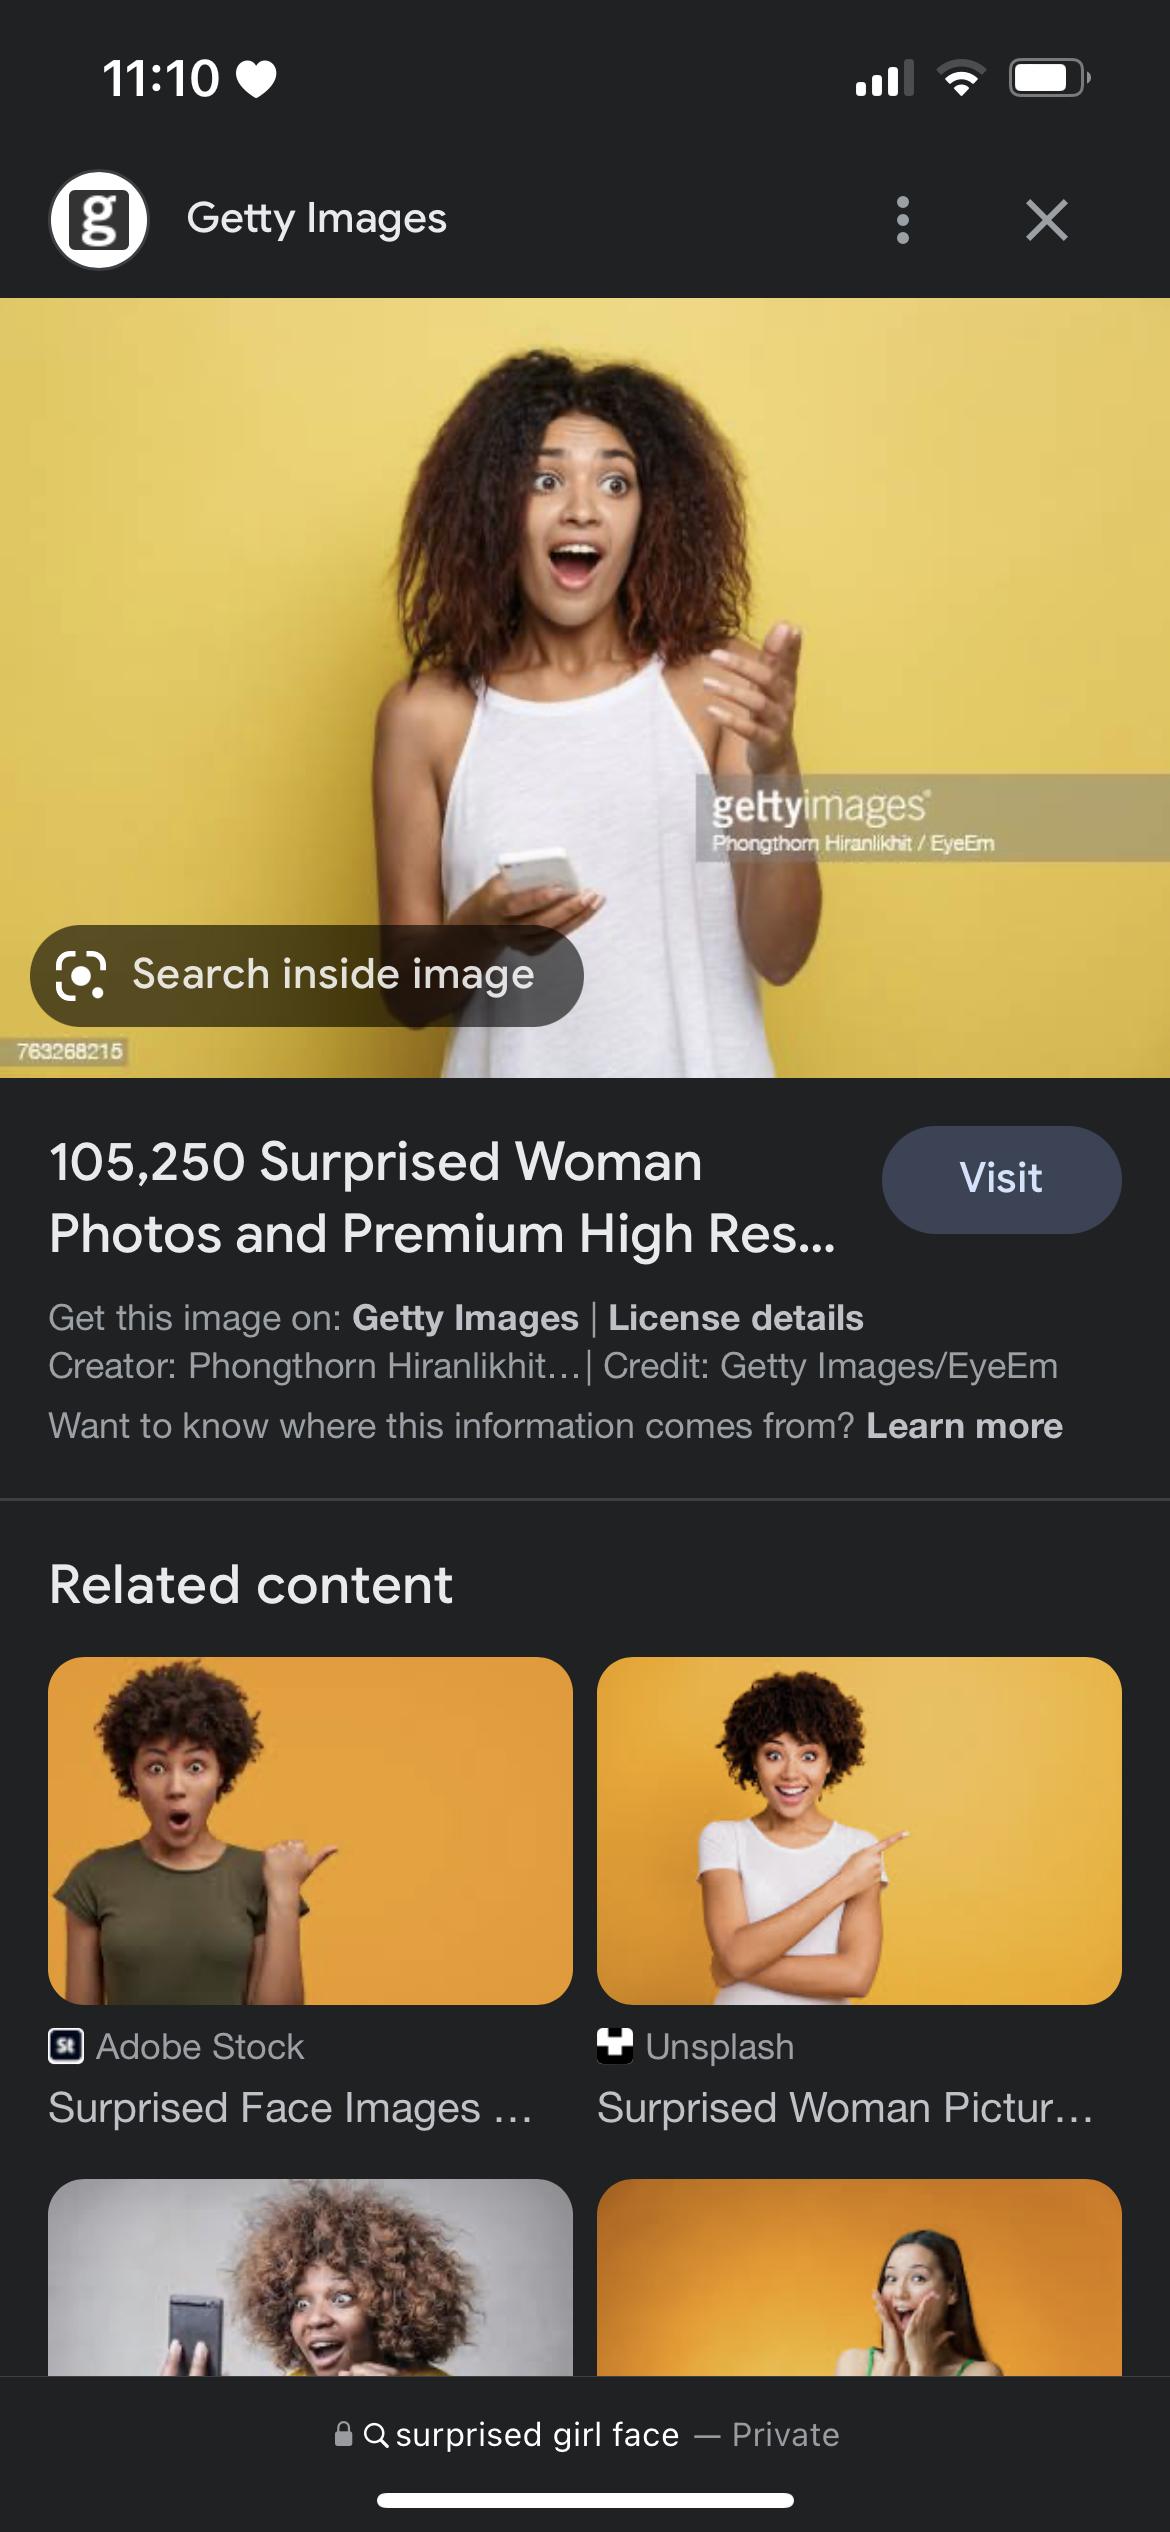 11:10
g
Getty Images
gettyimages®
Phongthorn Hiranlikhit / EyeEm
Search inside image
763268215
105,250 Surprised Woman
Photos and Premium High Res...
Visit
Get this image on: Getty Images | License details
Creator: Phongthorn Hiranlikhit...| Credit: Getty Images/EyeEm
Want to know where this information comes from? Learn more
Related content
St Adobe Stock
Surprised Face Images ...
Unsplash
Surprised Woman Pictur...
surprised girl face — Private